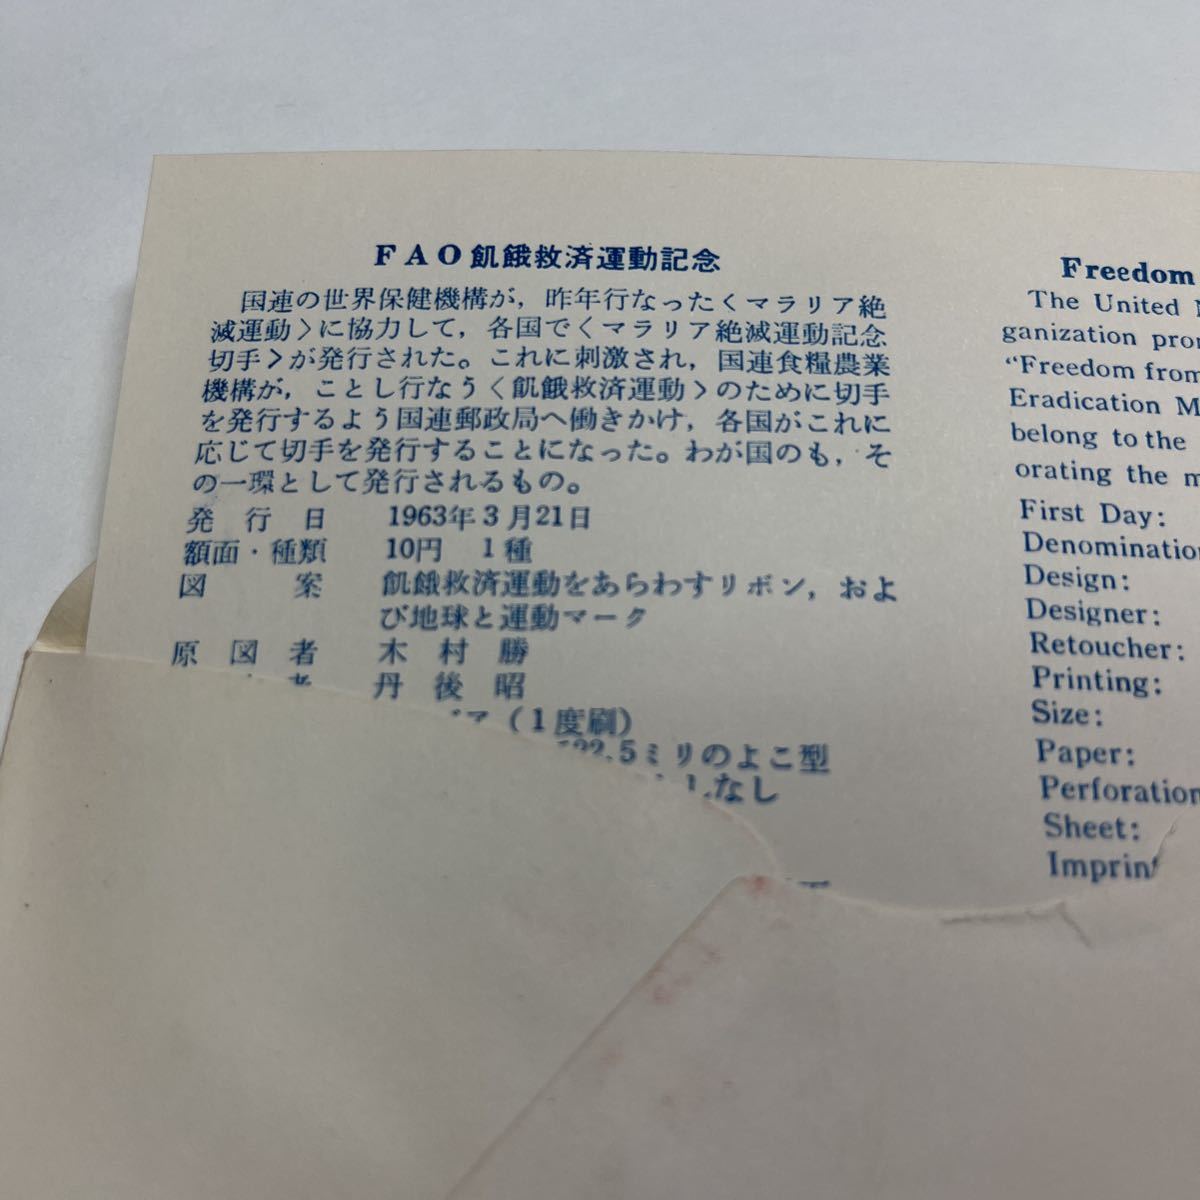 FAO飢餓救済運動記念
国連の世界保健機構が，昨年行なったくマラリア絶
滅運動〉に協力して，各国で〈マラリア絶滅運動記念
切手〉が発行された。これに刺激され，国連食糧農業
機構が，ことし行なう〈飢餓救済運動〉のために切手
を発行するよう国連郵政局へ働きかけ，各国がこれに
応じて切手を発行することになった。わが国のも，そ
の一環として発行されるもの。
発行日 1963年3月21日
額面・種類 10円 1種
図案 飢餓救済運動をあらわすリボン，およ
び地球と運動マーク
原図者 木村勝
者 丹後昭
ビア（1度刷）
22.5ミリのよこ型
しなし
Freedom
The United
ganization
“Freedom from
Eradication M
belong to the
orating the m
First Day:
Denomination
Design:
Designer:
Retoucher:
Printing:
Size:
Paper:
Perforation
Sheet:
Imprint